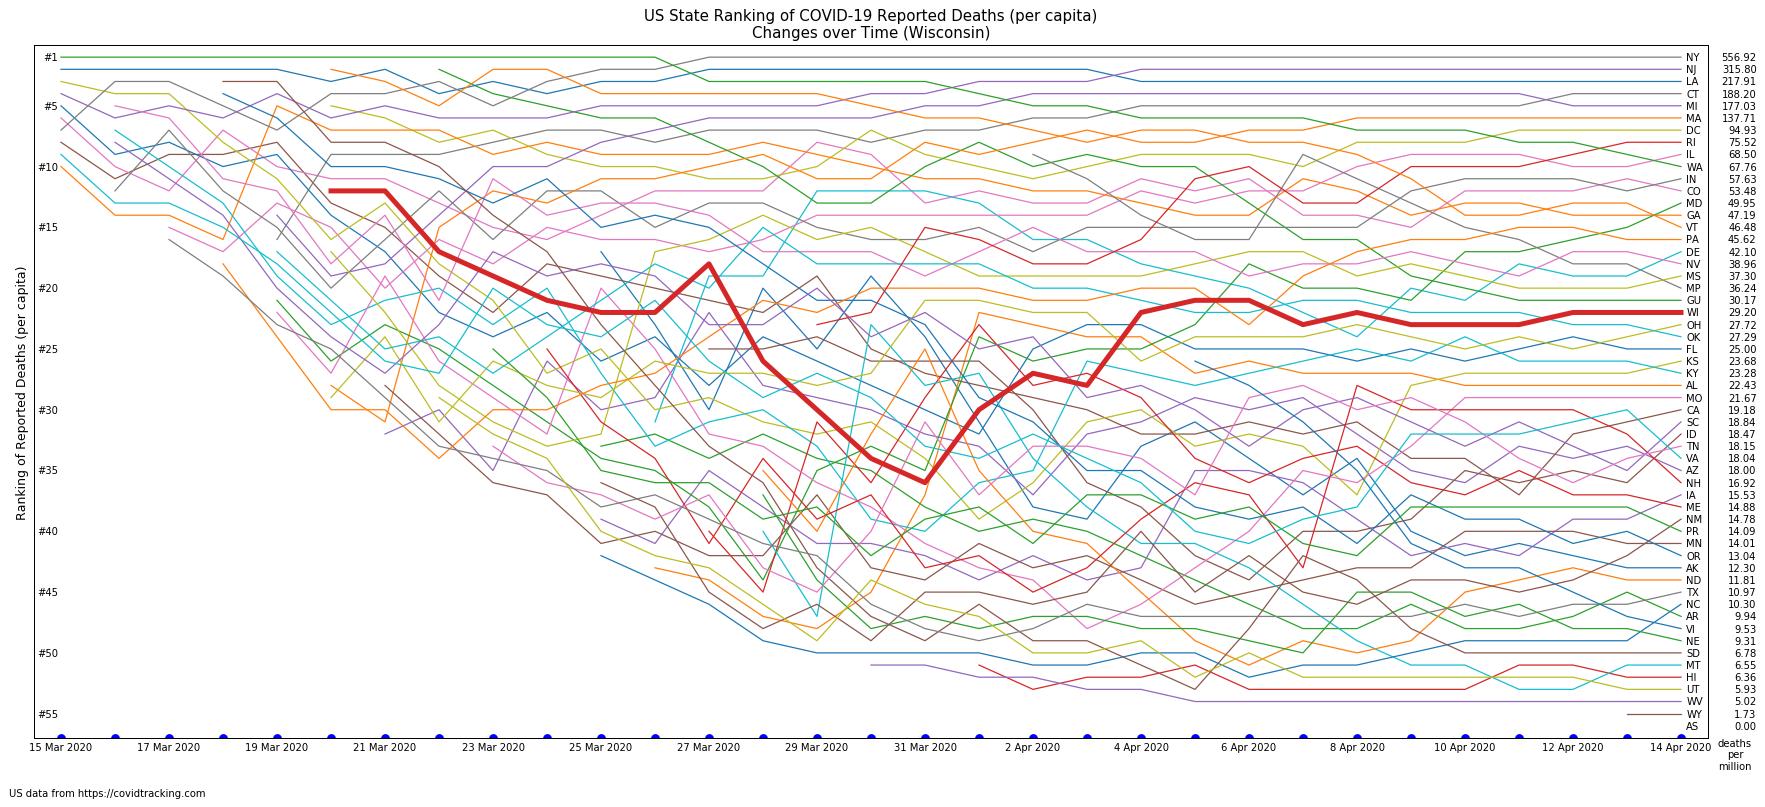 US State Ranking of COVID-19 Reported Deaths (per capita)
Changes over Time (Wisconsin)
Ranking of Reported Deaths (per capita)
#1
#5
#10
#15
#20
#25
#30
#35
#40
#45
#50
#55
NY 556.92
NJ 315.80
LA 217.91
CT 188.20
MI 177.03
MA 137.71
DC 94.93
RI 75.52
IL 68.50
WA 67.76
IN 57.63
CO 53.48
MD 49.95
GA 47.19
VT 46.48
PA 45.62
DE 42.10
NV 38.96
MS 37.30
MP 36.24
GU 30.17
WI 29.20
OH 27.72
OK 27.29
FL 25.00
KS 23.68
KY 23.28
AL 22.43
MO 21.67
CA 19.18
SC 18.84
ID 18.47
TN 18.15
VA 18.04
AZ 18.00
NH 16.92
IA 15.53
ME 14.88
NM 14.78
PR 14.09
MN 14.01
OR 13.04
AK 12.30
ND 11.81
TX 10.97
NC 10.30
AR 9.94
VI 9.53
NE 9.31
SD 6.78
MT 6.55
HI 6.36
UT 5.93
WV 5.02
WY 1.73
AS 0.00
15 Mar 2020 17 Mar 2020 19 Mar 2020 21 Mar 2020 23 Mar 2020 25 Mar 2020 27 Mar 2020 29 Mar 2020 31 Mar 2020 2 Apr 2020 4 Apr 2020 6 Apr 2020 8 Apr 2020 10 Apr 2020 12 Apr 2020 14 Apr 2020
deaths
per
million
US data from https://covidtracking.com